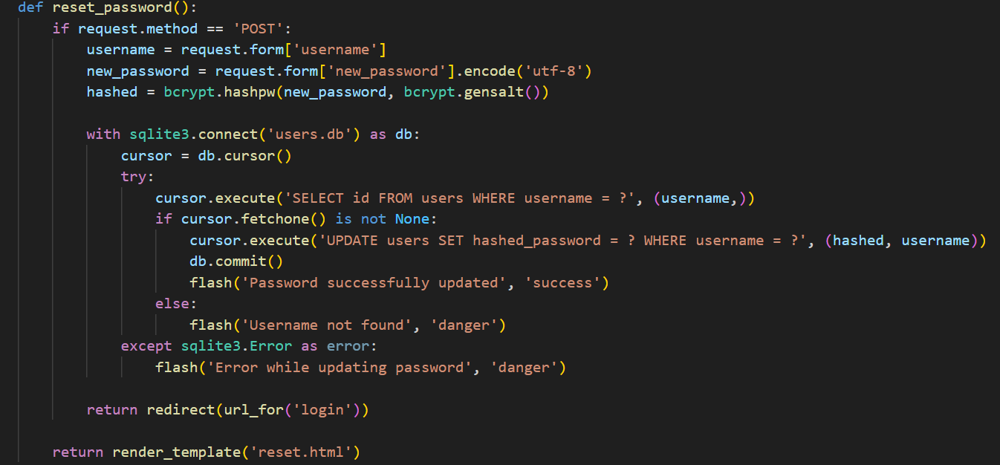 def reset_password():
    if request.method == 'POST':
        username = request.form['username']
        new_password = request.form['new_password'].encode('utf-8')
        hashed = bcrypt.hashpw(new_password, bcrypt.gensalt())

        with sqlite3.connect('users.db') as db:
            cursor = db.cursor()
            try:
                cursor.execute('SELECT id FROM users WHERE username = ?', (username,))
                if cursor.fetchone() is not None:
                    cursor.execute('UPDATE users SET hashed_password = ? WHERE username = ?', (hashed, username))
                    db.commit()
                    flash('Password successfully updated', 'success')
                else:
                    flash('Username not found', 'danger')
            except sqlite3.Error as error:
                flash('Error while updating password', 'danger')

        return redirect(url_for('login'))

    return render_template('reset.html')